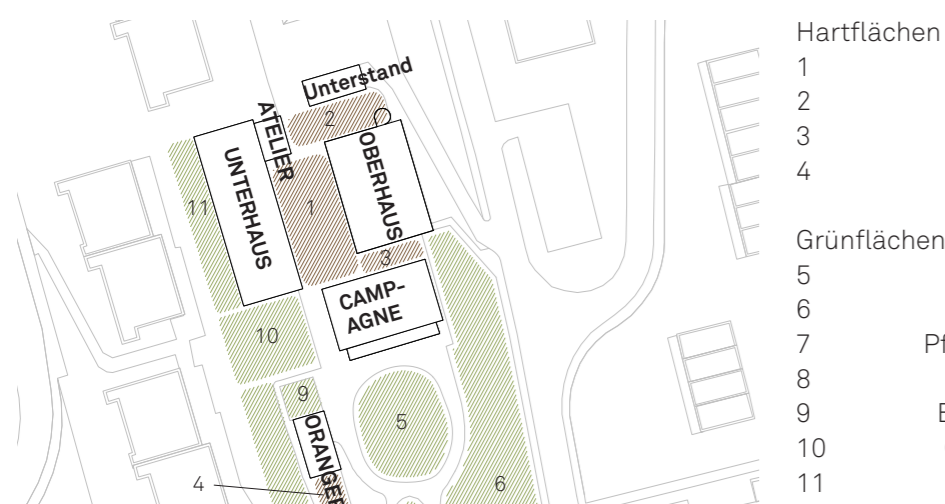 Unterstand
ATELIER
2
UNTERHAUS
OBERHAUS
11
1
3
CAMP-
AGNE
10
9
5
4
6
Hartflächen
1
2
3
4
Grünflächen
5
6
7
8
9
10
11